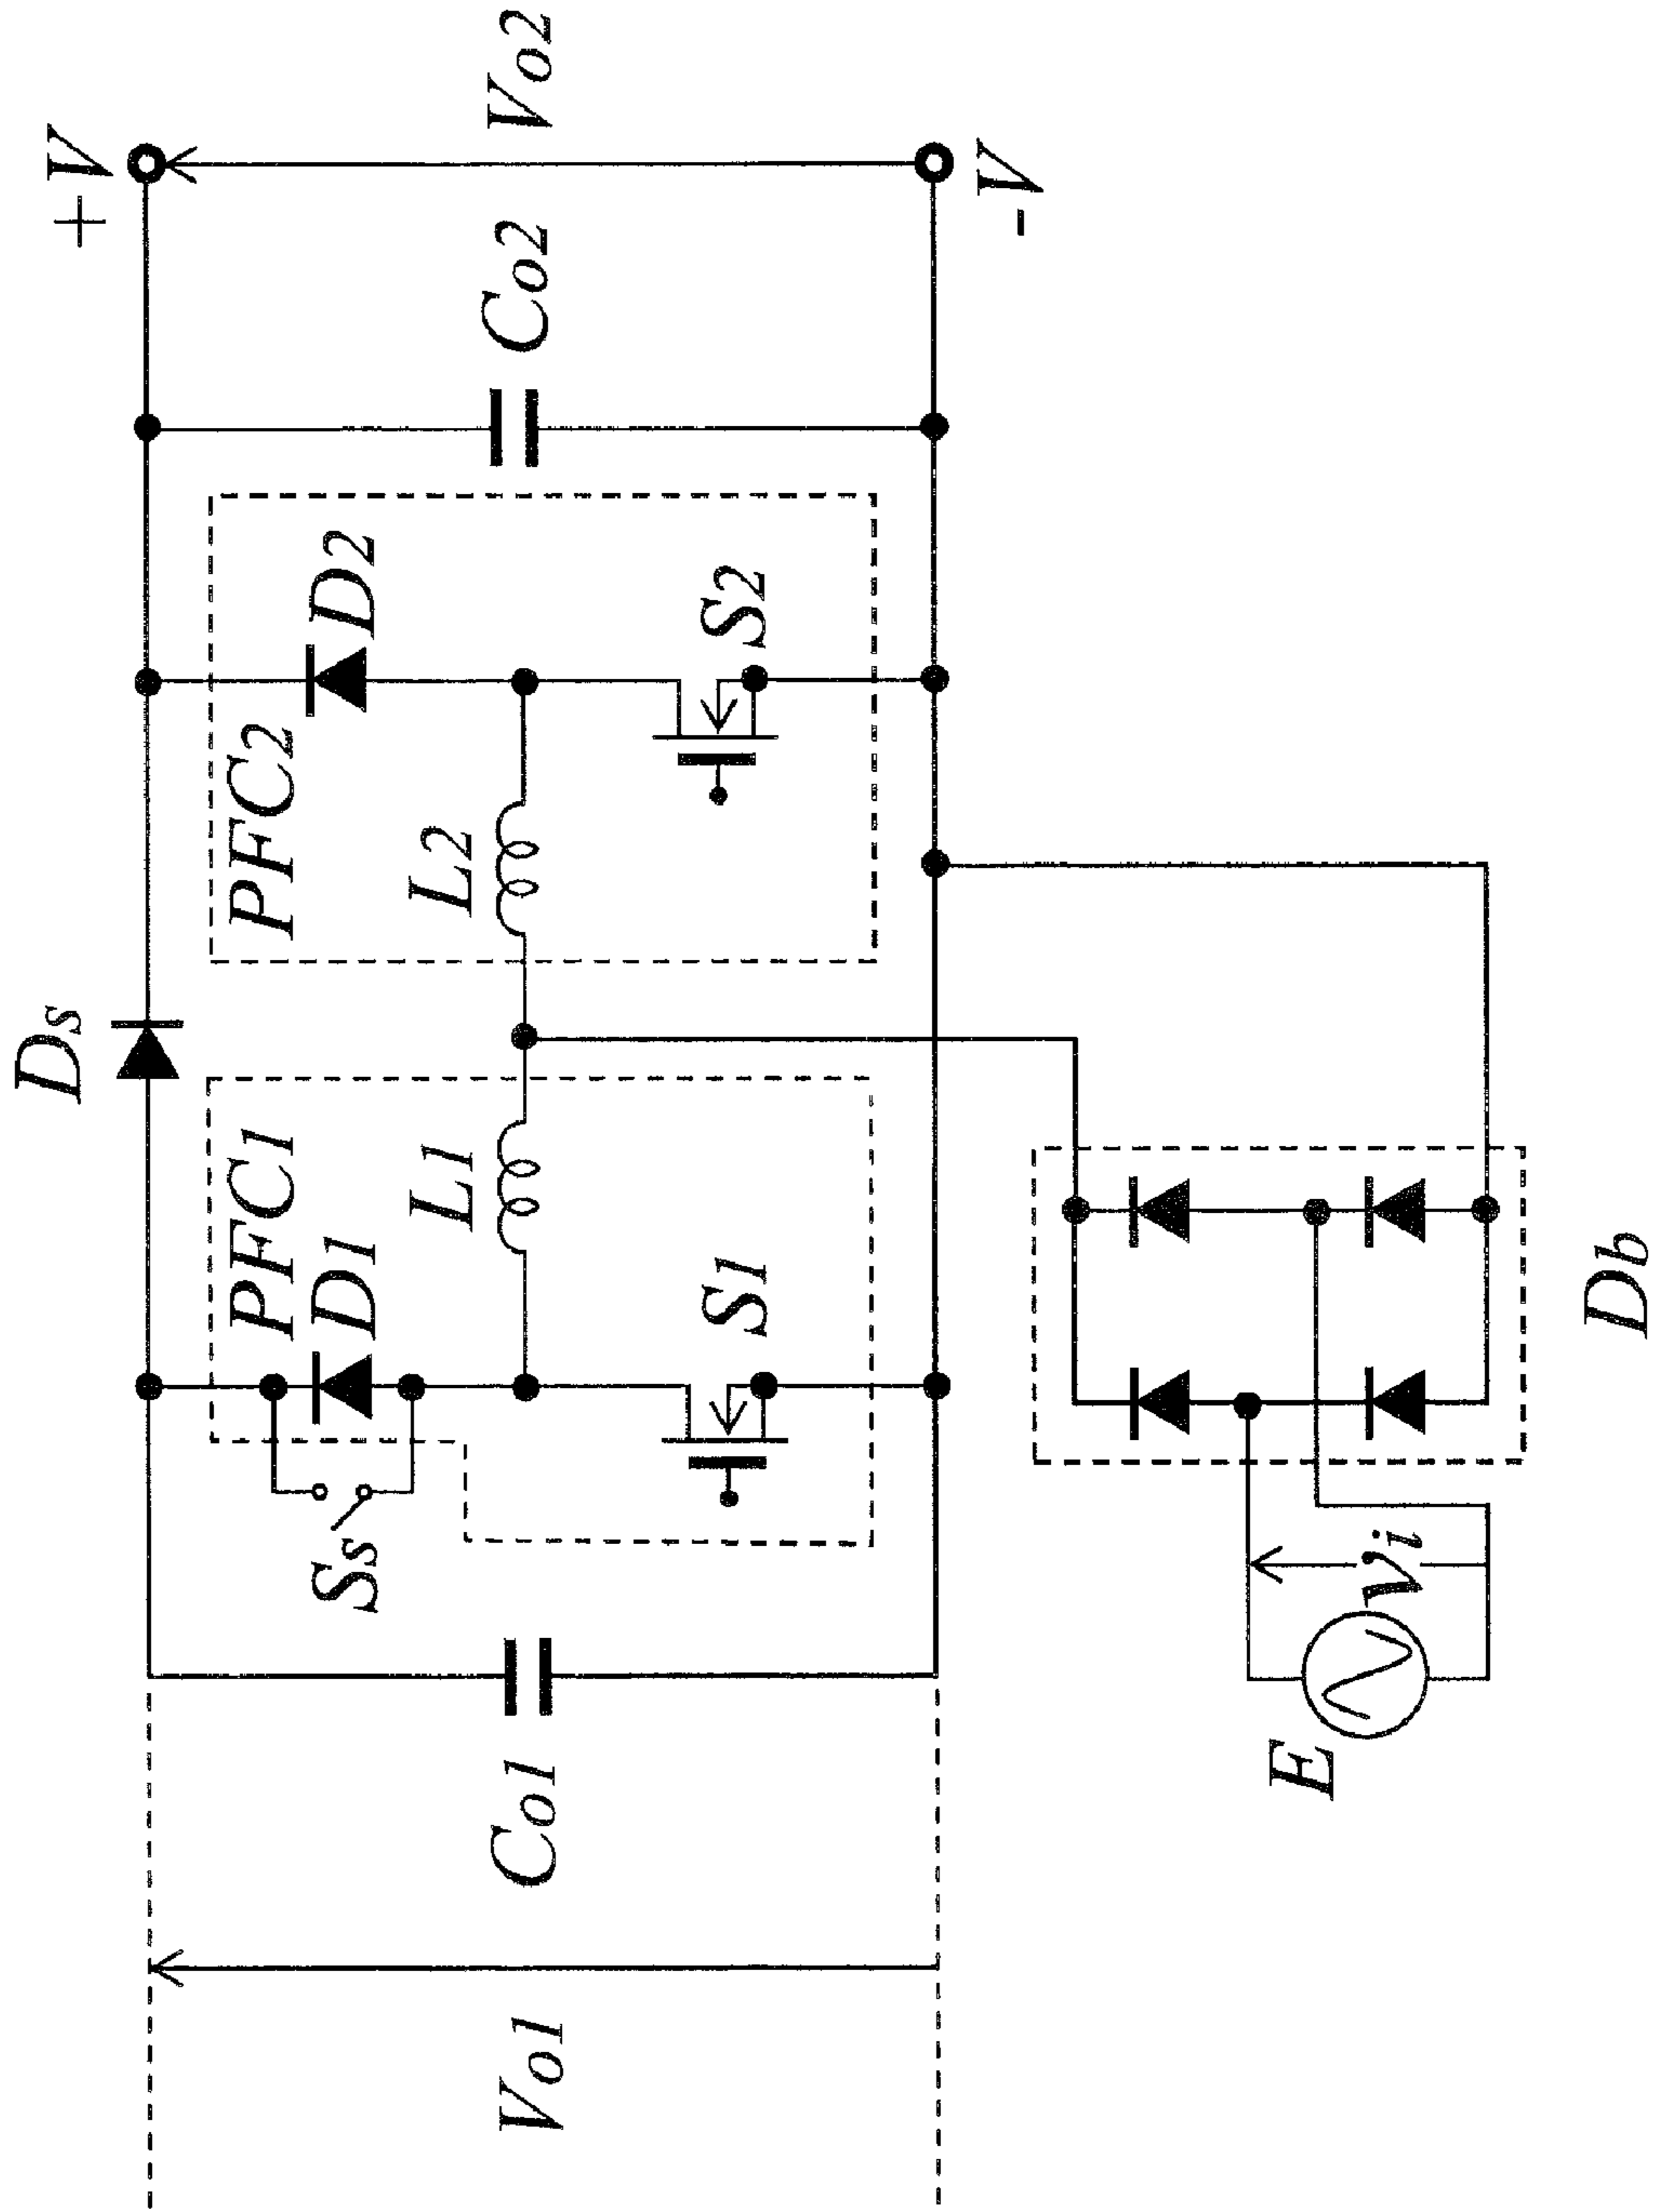 +V
Vo2
-V
Co2
D2
S2
PFC2
L2
Ds
PFC1
L1
D1
S1
Ss
Co1
Vo1
Db
vi
E